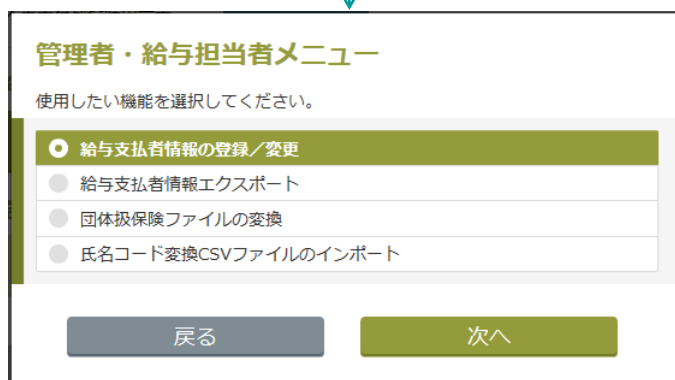 管理者・給与担当者メニュー
使用したい機能を選択してください。
給与支払者情報の登録／変更
給与支払者情報エクスポート
団体扱保険ファイルの変換
氏名コード変換CSVファイルのインポート
戻る
次へ